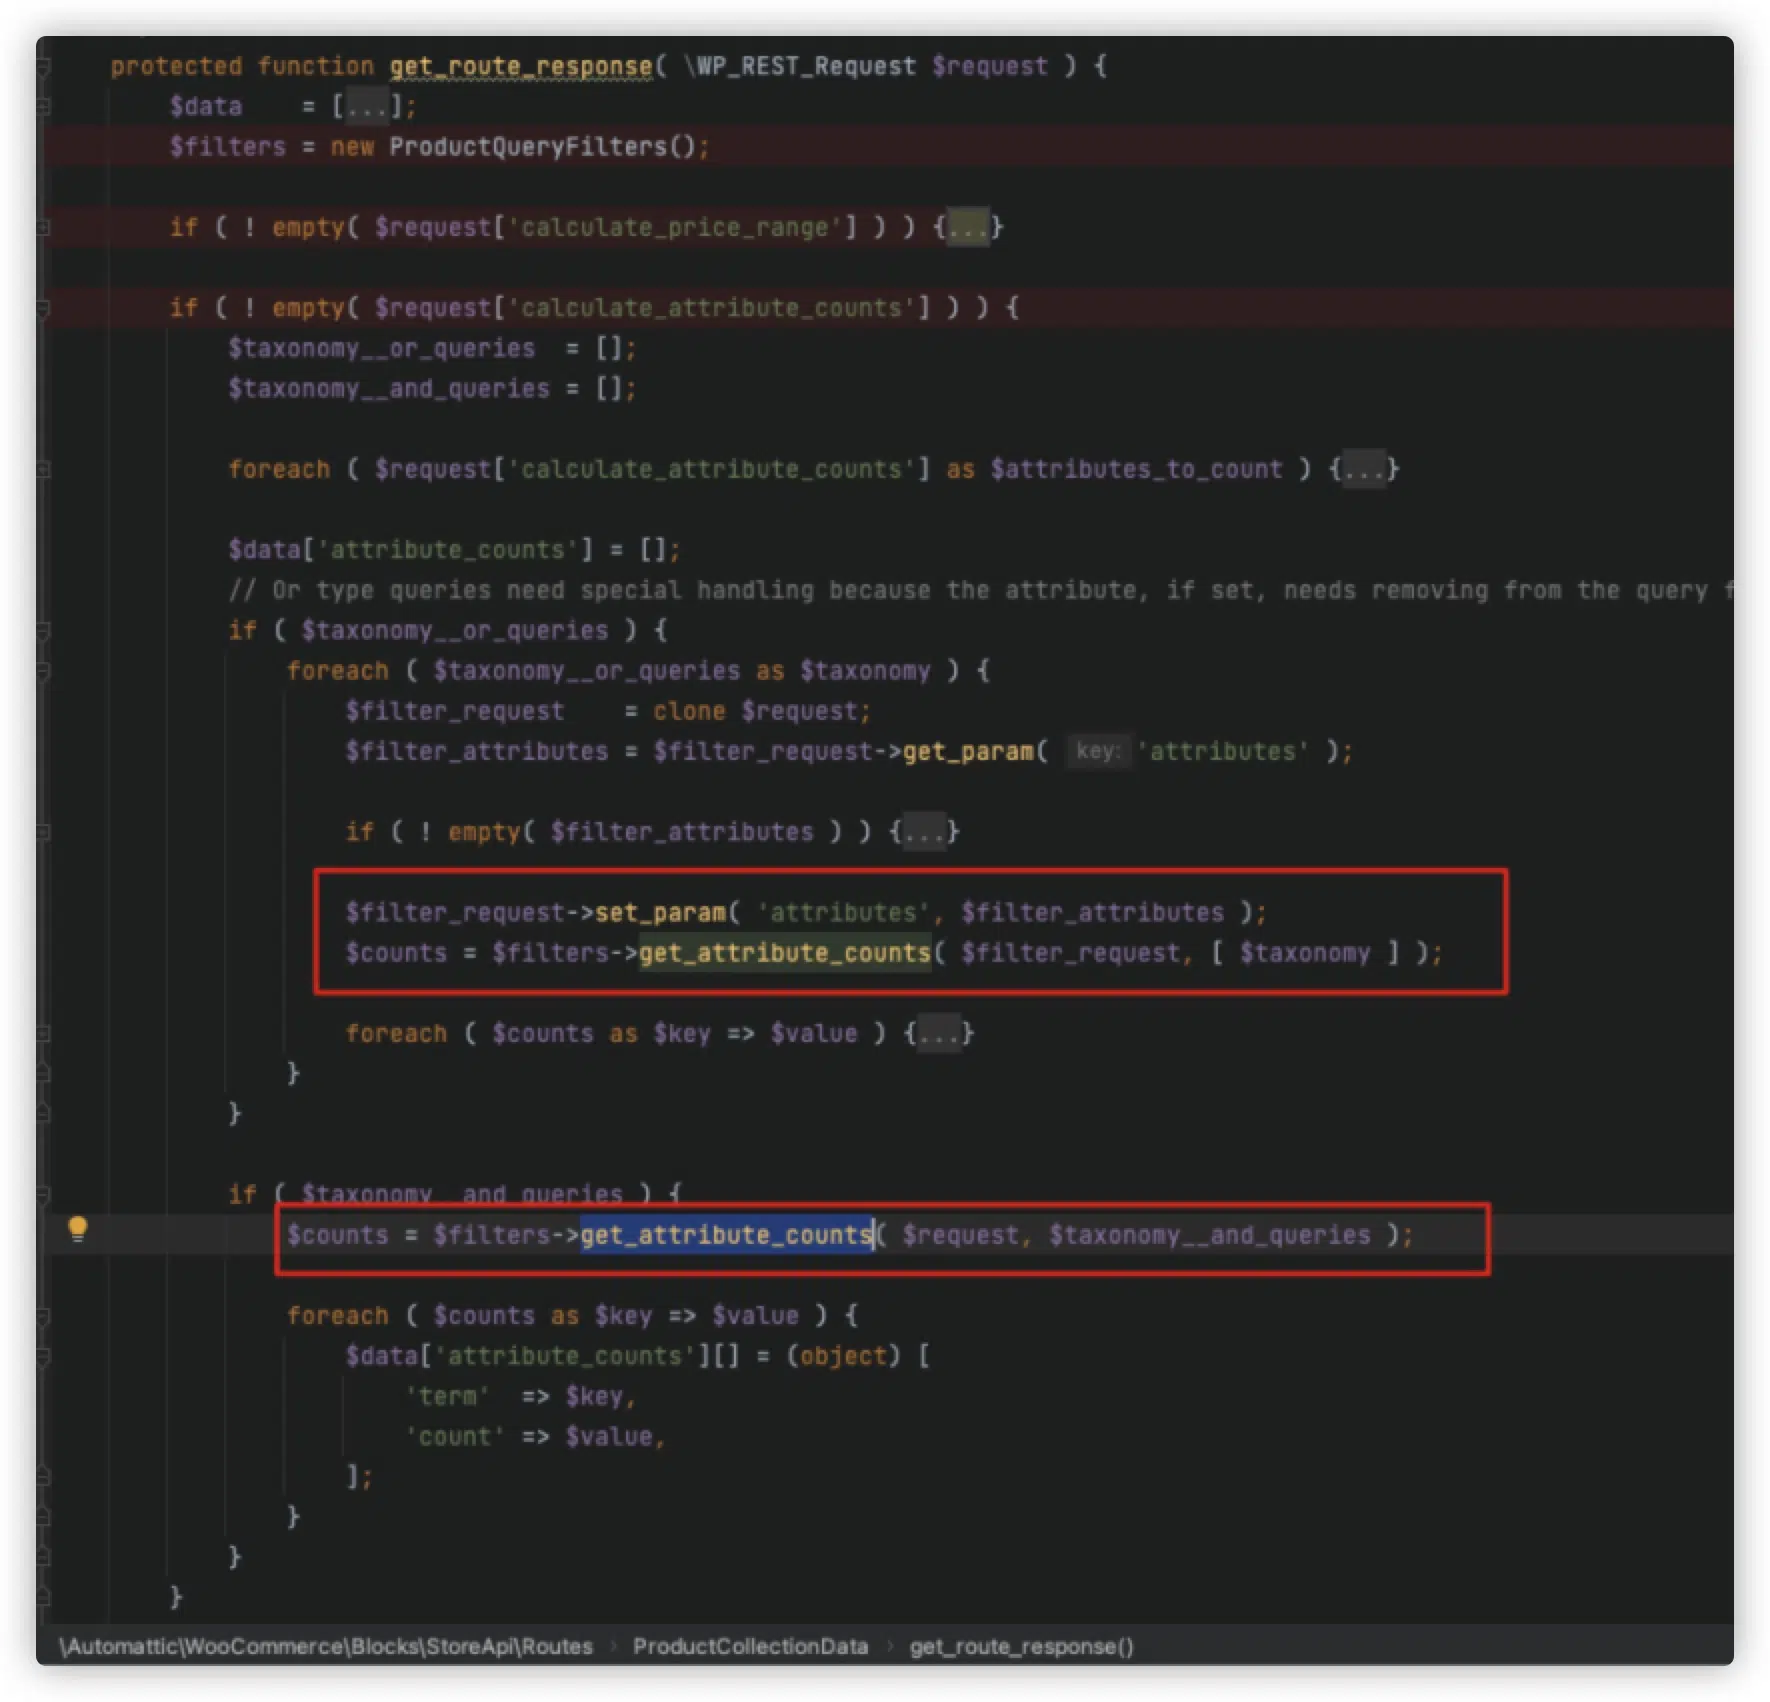 protected function get_route_response( \WP_REST_Request $request ) {
$data    = [...];
$filters = new ProductQueryFilters();
if ( ! empty( $request['calculate_price_range'] ) ) {...}
if ( ! empty( $request['calculate_attribute_counts'] ) ) {
$taxonomy__or_queries  = [];
$taxonomy__and_queries = [];
foreach ( $request['calculate_attribute_counts'] as $attributes_to_count ) {...}
$data['attribute_counts'] = [];
// Or type queries need special handling because the attribute, if set, needs removing from the query f
if ( $taxonomy__or_queries ) {
foreach ( $taxonomy__or_queries as $taxonomy ) {
$filter_request    = clone $request;
$filter_attributes = $filter_request->get_param( key: 'attributes' );
if ( ! empty( $filter_attributes ) ) {...}
$filter_request->set_param( 'attributes', $filter_attributes );
$counts = $filters->get_attribute_counts( $filter_request, [ $taxonomy ] );
foreach ( $counts as $key => $value ) {...}
}
}
if ( $taxonomy__and_queries ) {
$counts = $filters->get_attribute_counts( $request, $taxonomy__and_queries );
foreach ( $counts as $key => $value ) {
$data['attribute_counts'][] = (object) [
'term'  => $key,
'count' => $value,
];
}
}
}
\Automattic\WooCommerce\Blocks\StoreApi\Routes › ProductCollectionData › get_route_response()